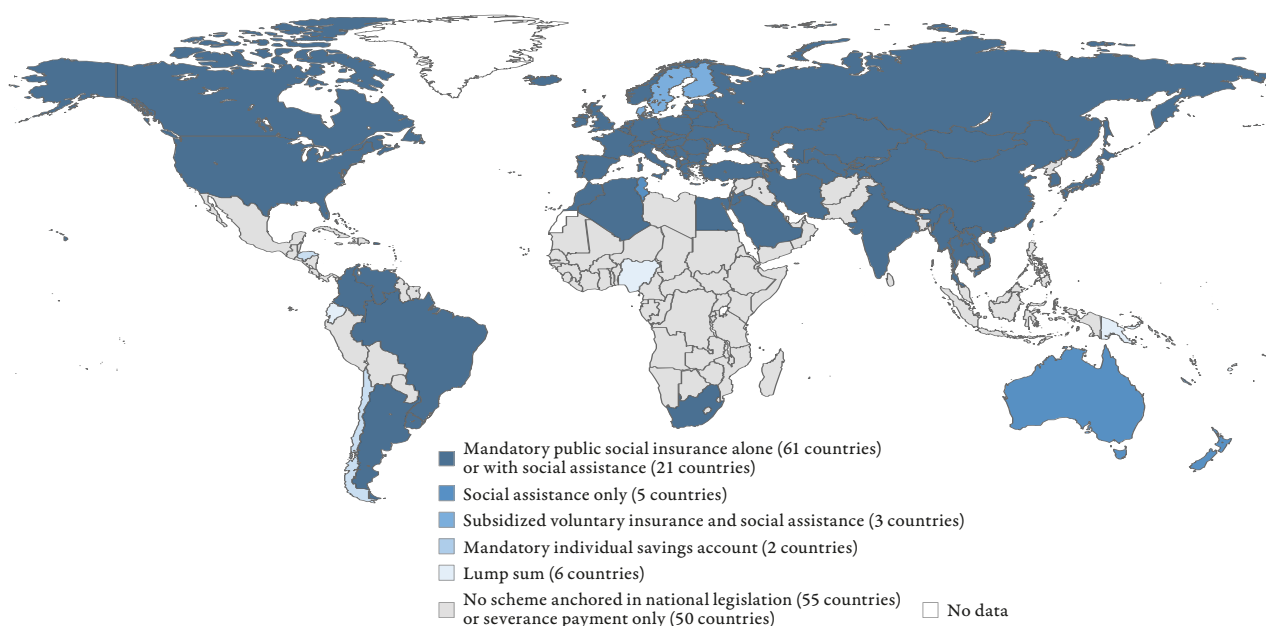 Mandatory public social insurance alone (61 countries)
or with social assistance (21 countries)
Social assistance only (5 countries)
Subsidized voluntary insurance and social assistance (3 countries)
Mandatory individual savings account (2 countries)
Lump sum (6 countries)
No scheme anchored in national legislation (55 countries)
or severance payment only (50 countries)
No data